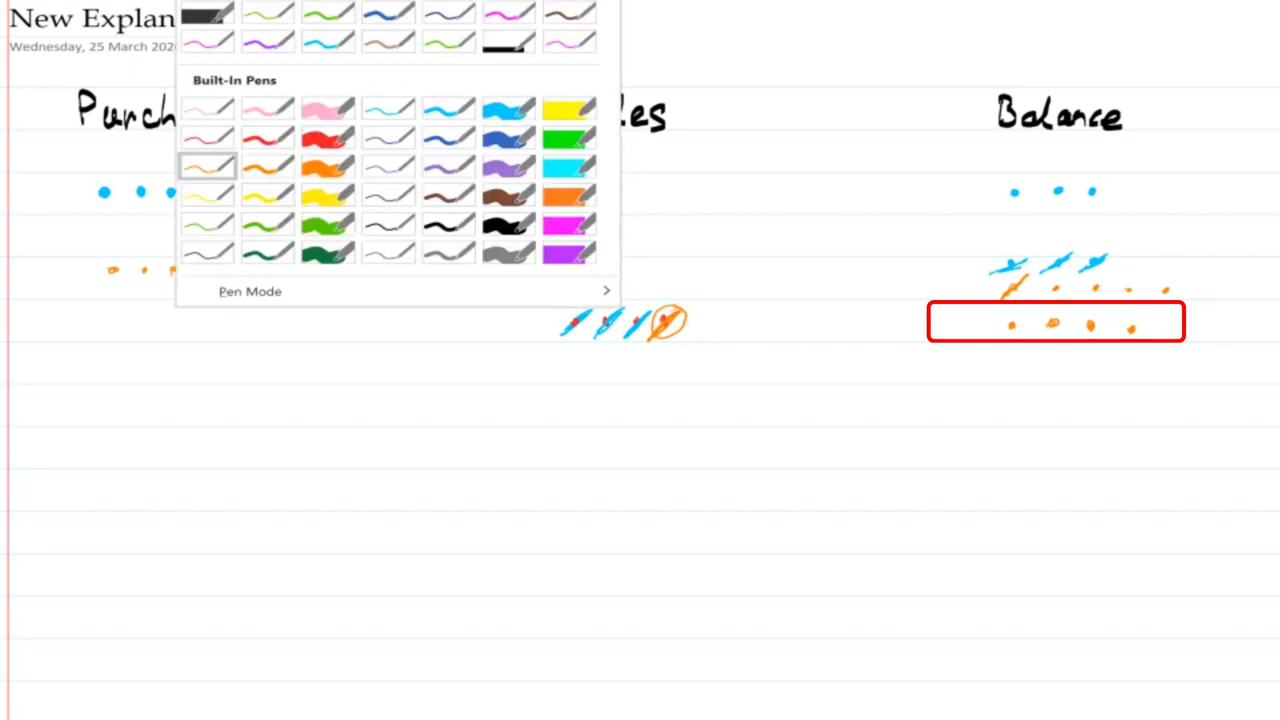 New Explan
Wednesday, 25 March 202
Purch
les
Balance
Built-In Pens
Pen Mode